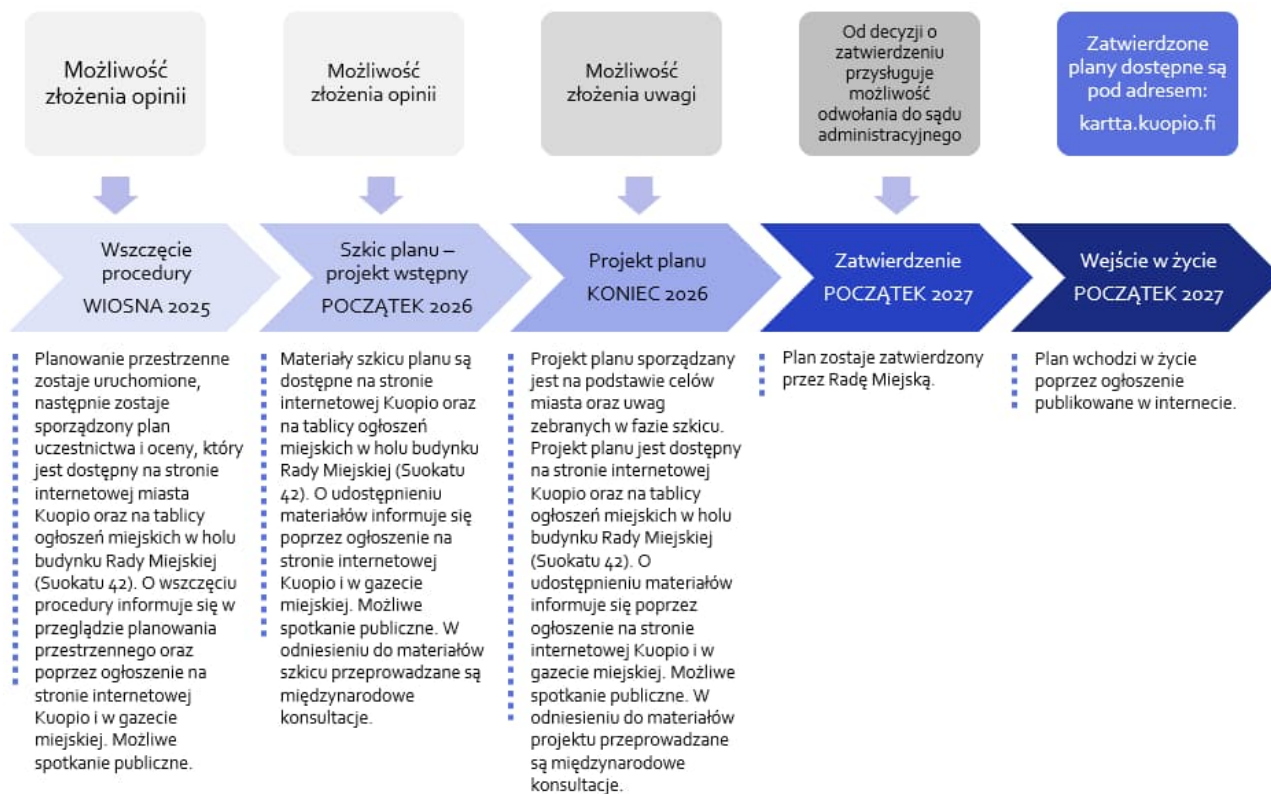 Możliwość
złożenia opinii
Możliwość
złożenia opinii
Możliwość
złożenia uwagi
Od decyzji o
zatwierdzeniu
przysługuje
możliwość
odwołania do sądu
administracyjnego
Zatwierdzone
plany dostępne są
pod adresem:
kartta.kuopio.fi
Wszczęcie
procedury
WIOSNA 2025
Szkic planu –
projekt wstępny
POCZĄTEK 2026
Projekt planu
KONIEC 2026
Zatwierdzenie
POCZĄTEK 2027
Wejście w życie
POCZĄTEK 2027
Planowanie przestrzenne
zostaje uruchomione,
następnie zostaje
sporządzony plan
uczestnictwa i oceny, który
jest dostępny na stronie
internetowej miasta
Kuopio oraz na tablicy
ogłoszeń miejskich w holu
budynku Rady Miejskiej
(Suokatu 42). O wszczęciu
procedury informuje się w
przeglądzie planowania
przestrzennego oraz
poprzez ogłoszenie na
stronie internetowej
Kuopio i w gazecie
miejskiej. Możliwe
spotkanie publiczne.
Materiały szkicu planu są
dostępne na stronie
internetowej Kuopio oraz
na tablicy ogłoszeń
miejskich w holu budynku
Rady Miejskiej (Suokatu
42). O udostępnieniu
materiałów informuje się
poprzez ogłoszenie na
stronie internetowej
Kuopio i w gazecie
miejskiej. Możliwe
spotkanie publiczne. W
odniesieniu do materiałów
szkicu przeprowadzane są
międzynarodowe
konsultacje.
Projekt planu sporządzany
jest na podstawie celów
miasta oraz uwag
zebranych w fazie szkicu.
Projekt planu jest dostępny
na stronie internetowej
Kuopio oraz na tablicy
ogłoszeń miejskich w holu
budynku Rady Miejskiej
(Suokatu 42). O
udostępnieniu materiałów
informuje się poprzez
ogłoszenie na stronie
internetowej Kuopio i w
gazecie miejskiej. Możliwe
spotkanie publiczne. W
odniesieniu do materiałów
projektu przeprowadzane
są międzynarodowe
konsultacje.
Plan zostaje zatwierdzony
przez Radę Miejską.
Plan wchodzi w życie
poprzez ogłoszenie
publikowane w internecie.